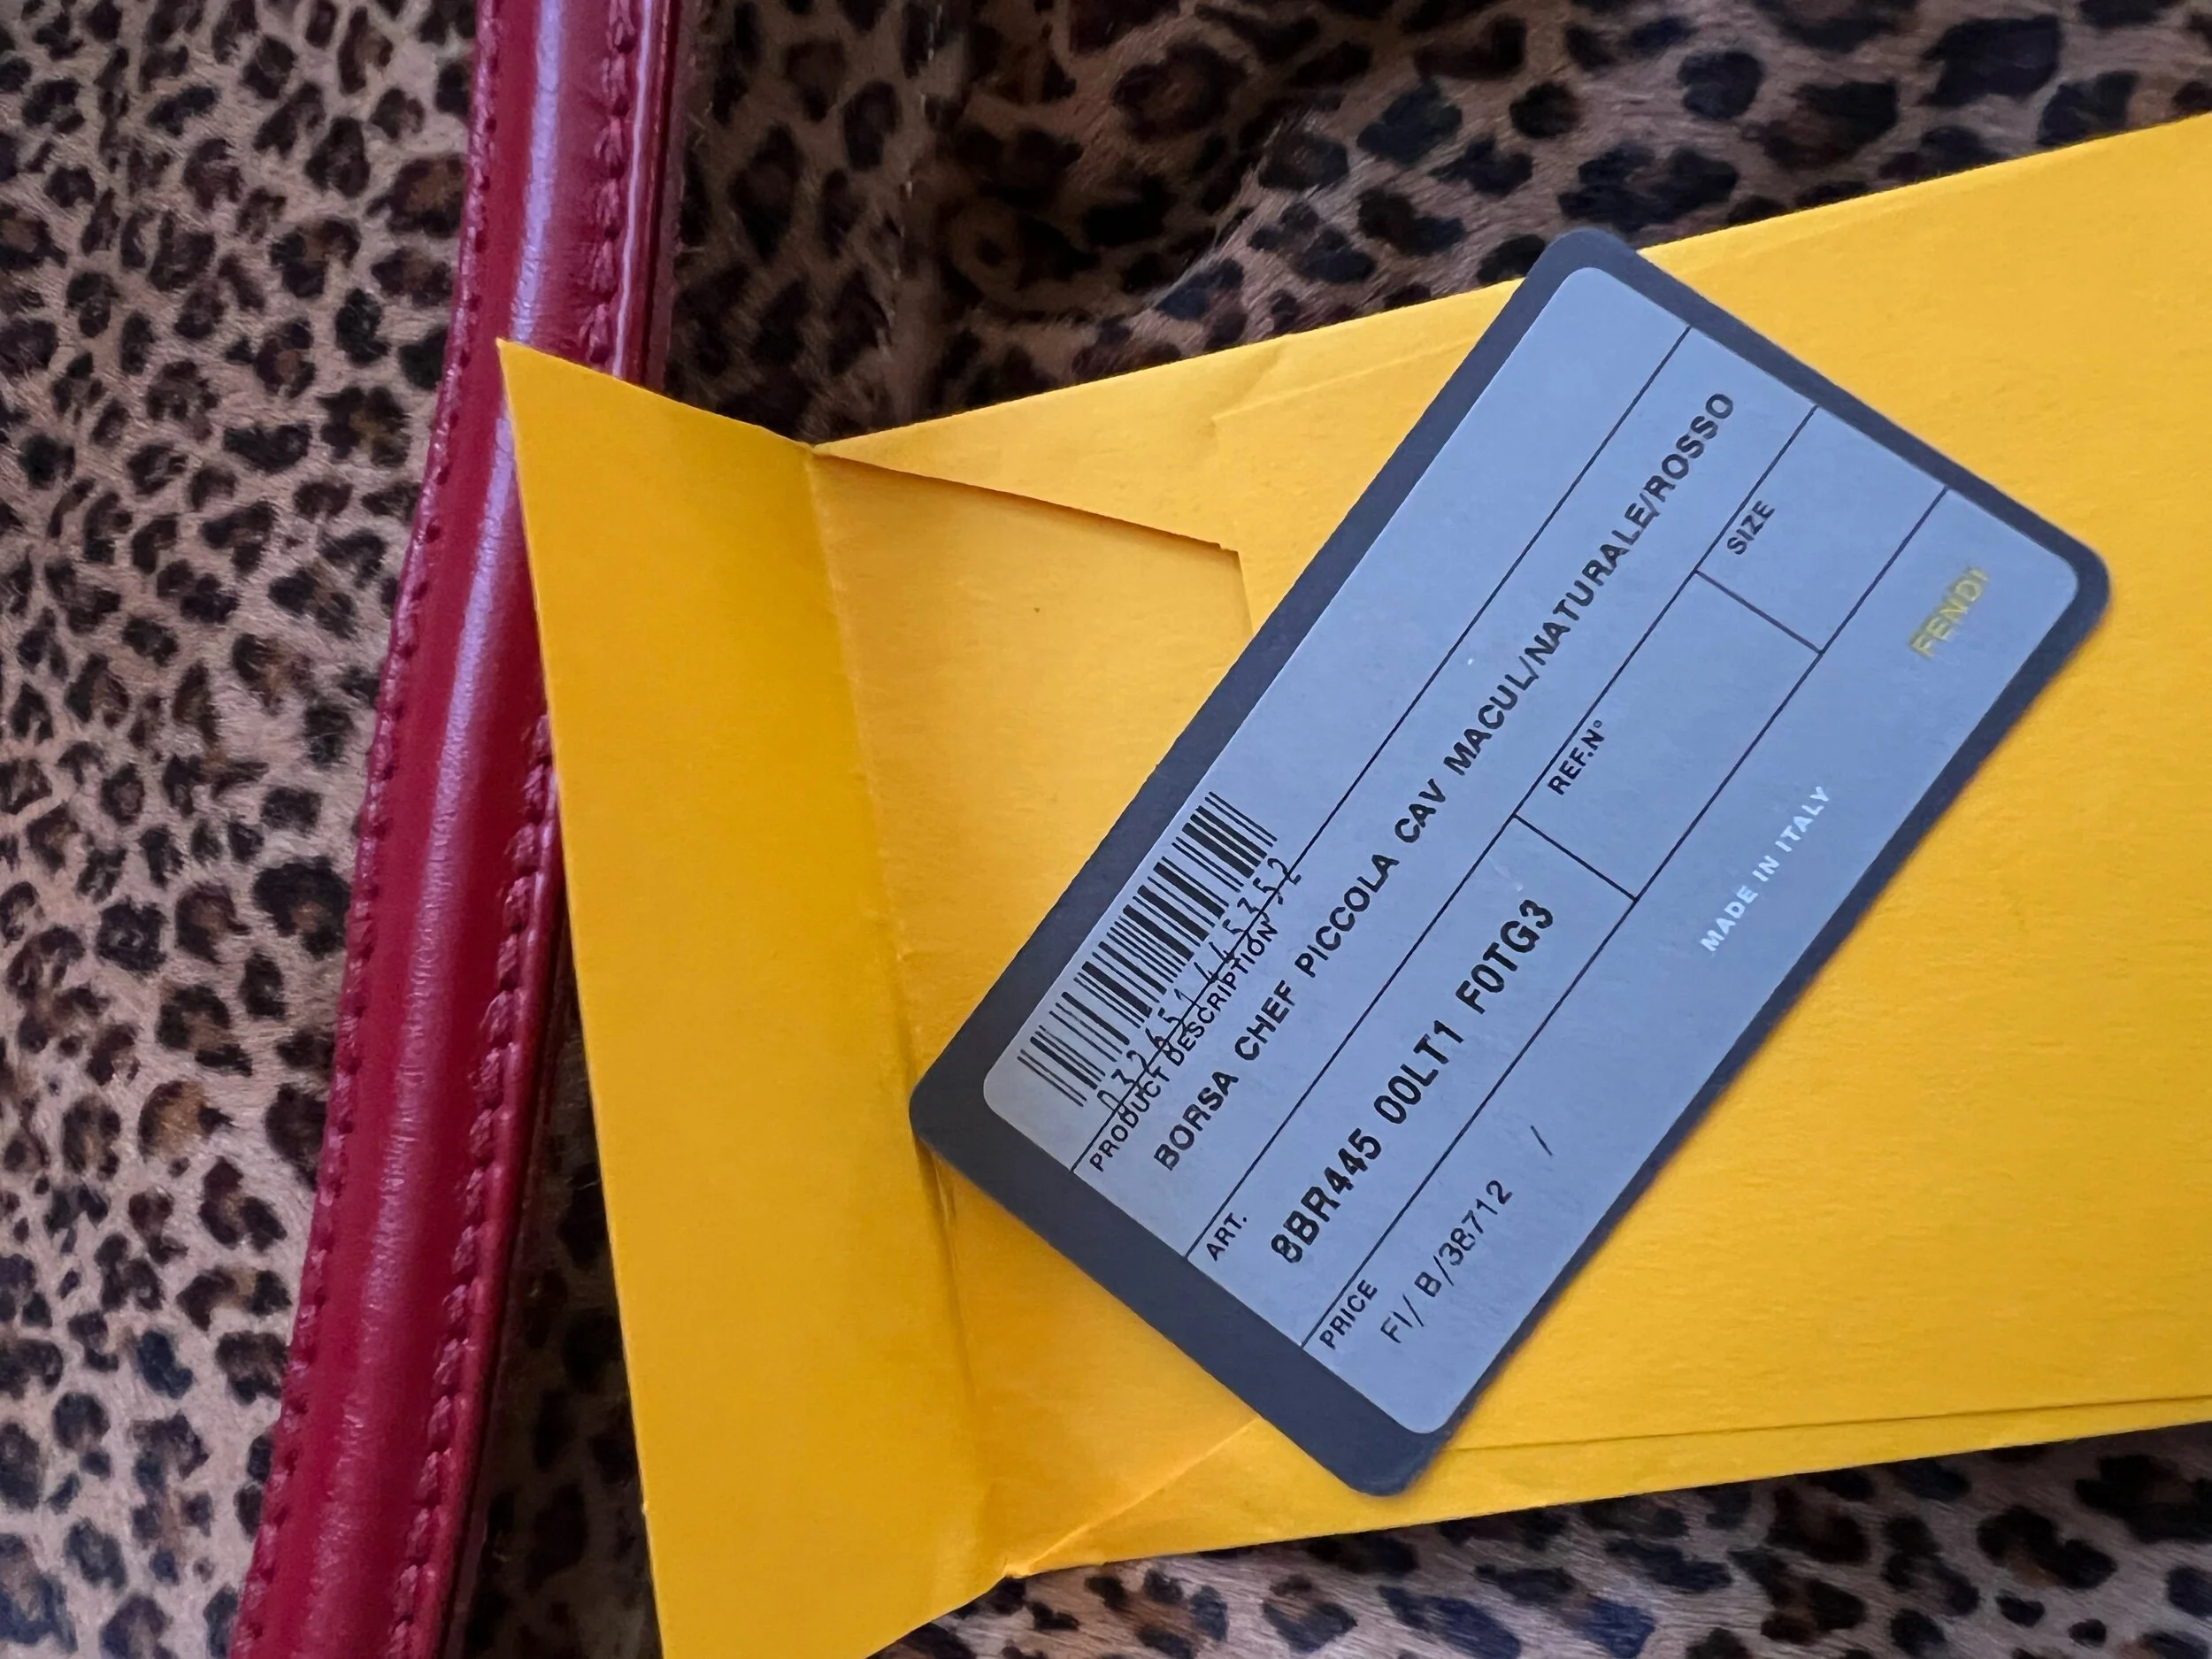 PRODUCT DESCRIPTION
BORSA CHEF PICCOLA CAV MACUL/NATURALE/ROSSO
ART.
REF.N°
SIZE
8BR445 00LT1 F0TG3
PRICE
FI/ B/38712 /
MADE IN ITALY
FENDI